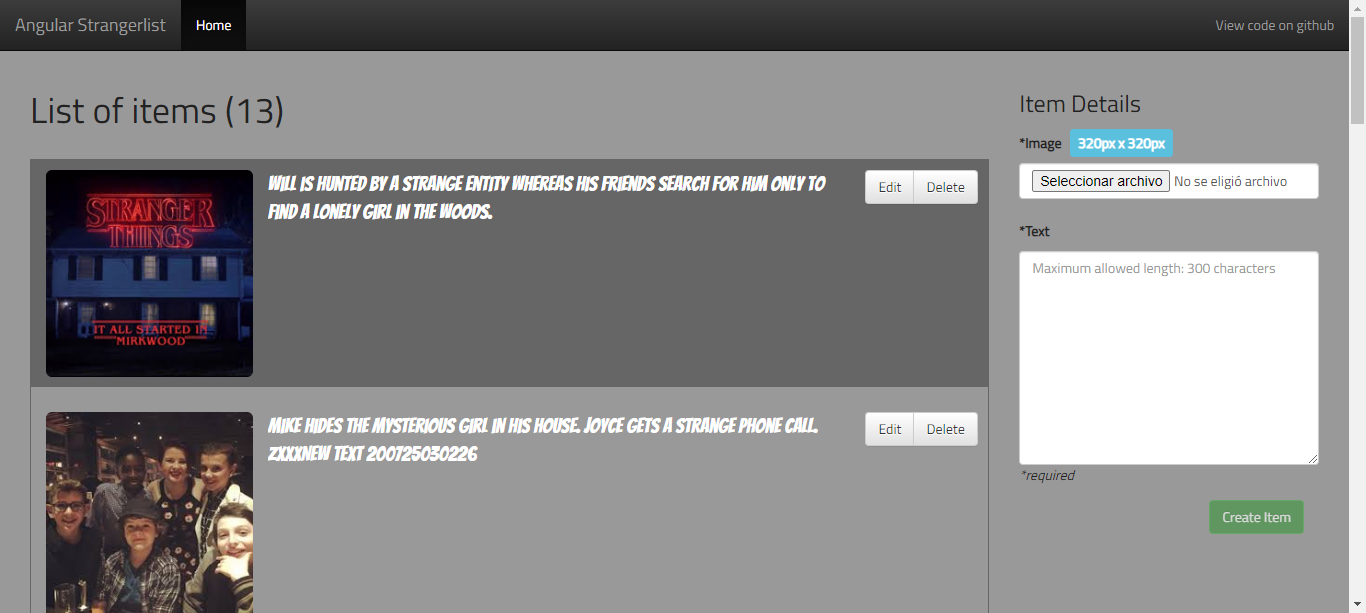 Angular Strangerlist Home View code on github
List of items (13)
STRANGER
THINGS
IT ALL STARTED IN
MIRKWOOD
WILL IS HUNTED BY A STRANGE ENTITY WHEREAS HIS FRIENDS SEARCH FOR HIM ONLY TO
FIND A LONELY GIRL IN THE WOODS.
Edit Delete
MIKE HIDES THE MYSTERIOUS GIRL IN HIS HOUSE. JOYCE GETS A STRANGE PHONE CALL.
ZXXXNEW TEXT 200725030226
Edit Delete
Item Details
*Image 320px x 320px
Seleccionar archivo No se eligió archivo
*Text
Maximum allowed length: 300 characters
*required
Create Item